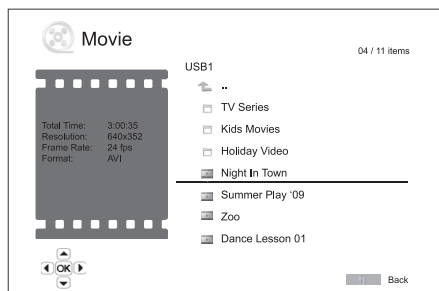 Movie
04 / 11 items
USB1
..
TV Series
Kids Movies
Holiday Video
Night In Town
Summer Play ‘09
Zoo
Dance Lesson 01
Total Time: 3:00:35
Resolution: 640x352
Frame Rate: 24 fps
Format: AVI
OK
Back